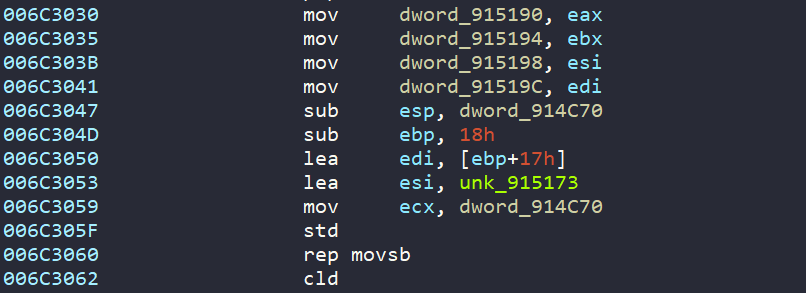 006C3030 mov dword_915190, eax
006C3035 mov dword_915194, ebx
006C303B mov dword_915198, esi
006C3041 mov dword_91519C, edi
006C3047 sub esp, dword_914C70
006C304D sub ebp, 18h
006C3050 lea edi, [ebp+17h]
006C3053 lea esi, unk_915173
006C3059 mov ecx, dword_914C70
006C305F std
006C3060 rep movsb
006C3062 cld